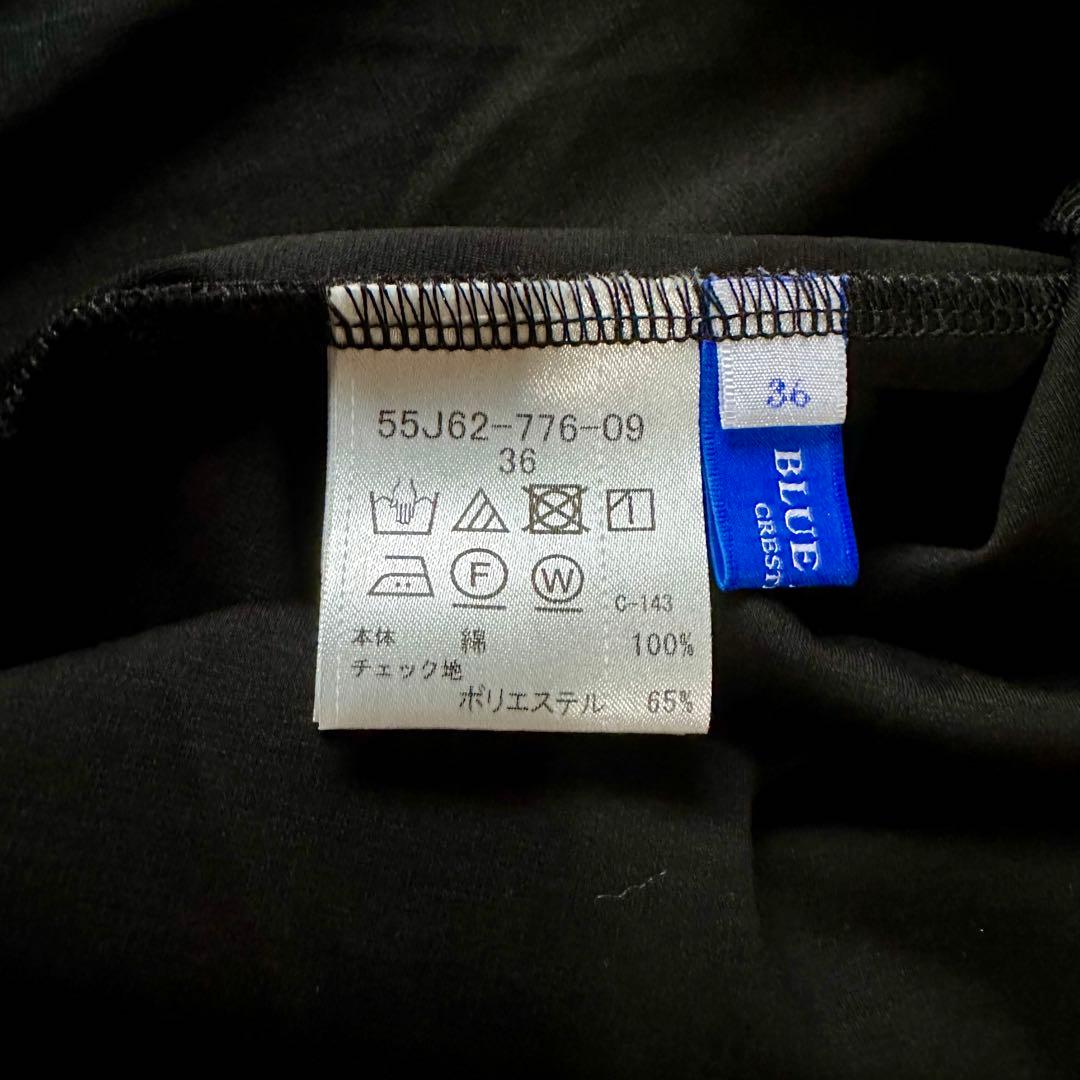 55J62-776-09
36
F W
C-143
本体 綿 100%
チェック地
ポリエステル 65%
36
BLUE
CREST